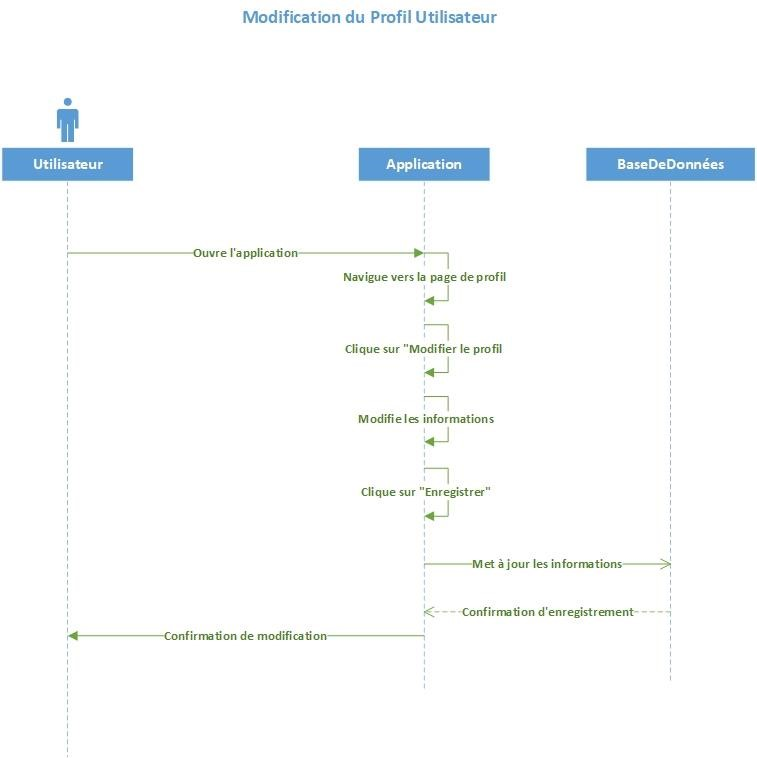 Modification du Profil Utilisateur
Utilisateur
Application
BaseDeDonnées
Ouvre l'application
Navigue vers la page de profil
Clique sur "Modifier le profil
Modifie les informations
Clique sur "Enregistrer"
Met à jour les informations
Confirmation d'enregistrement
Confirmation de modification